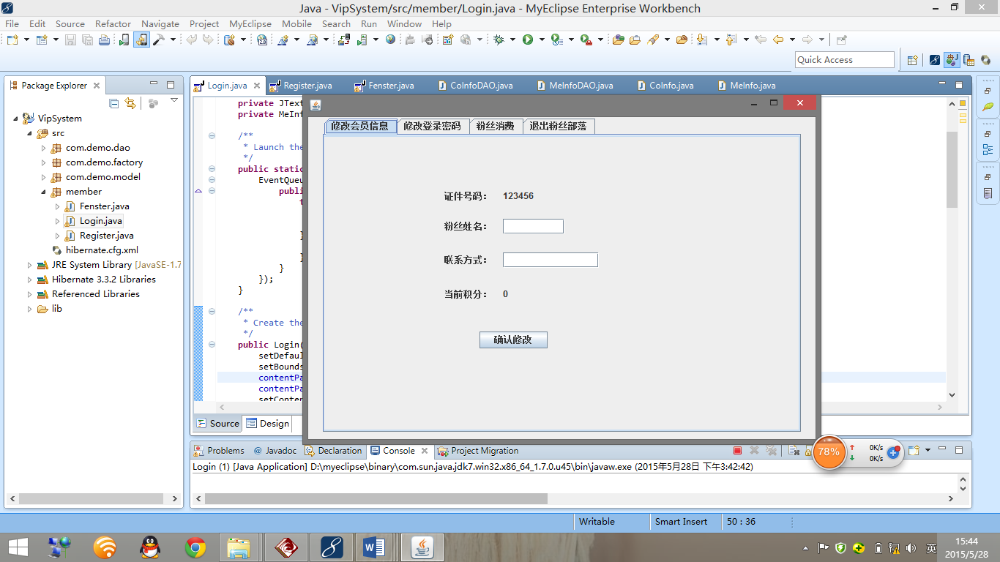 Java - VipSystem/src/member/Login.java - MyEclipse Enterprise Workbench
File Edit Source Refactor Navigate Project MyEclipse Mobile Search Run Window Help
Quick Access
Package Explorer
Login.java Register.java Fenster.java CoInfoDAO.java MeInfoDAO.java CoInfo.java MeInfo.java
VipSystem
src
com.demo.dao
com.demo.factory
com.demo.model
member
Fenster.java
Login.java
Register.java
hibernate.cfg.xml
JRE System Library [JavaSE-1.7
Hibernate 3.3.2 Libraries
Referenced Libraries
lib
private JText
private MeInf
/**
* Launch the
*/
public static
EventQueu
publi
t
}
}
}
});
}
/**
* Create the
*/
public Login(
setDefaul
setBounds
contentPa
contentPa
setConten
修改会员信息 修改登录密码 粉丝消费 退出粉丝部落
证件号码： 123456
粉丝姓名：
联系方式：
当前积分： 0
确认修改
Source Design
Problems @ Javadoc Declaration Console Project Migration
Login (1) [Java Application] D:\myeclipse\binary\com.sun.java.jdk7.win32.x86_64_1.7.0.u45\bin\javaw.exe (2015年5月28日 下午3:42:42)
78%
0K/s
0K/s
Writable Smart Insert 50 : 36
英
15:44
2015/5/28